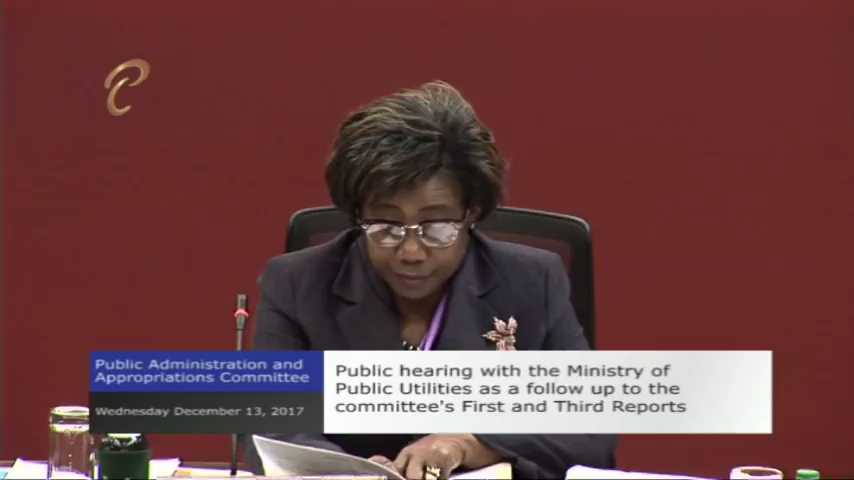 Public Administration and
Appropriations Committee
Wednesday December 13, 2017
Public hearing with the Ministry of
Public Utilities as a follow up to the
committee's First and Third Reports